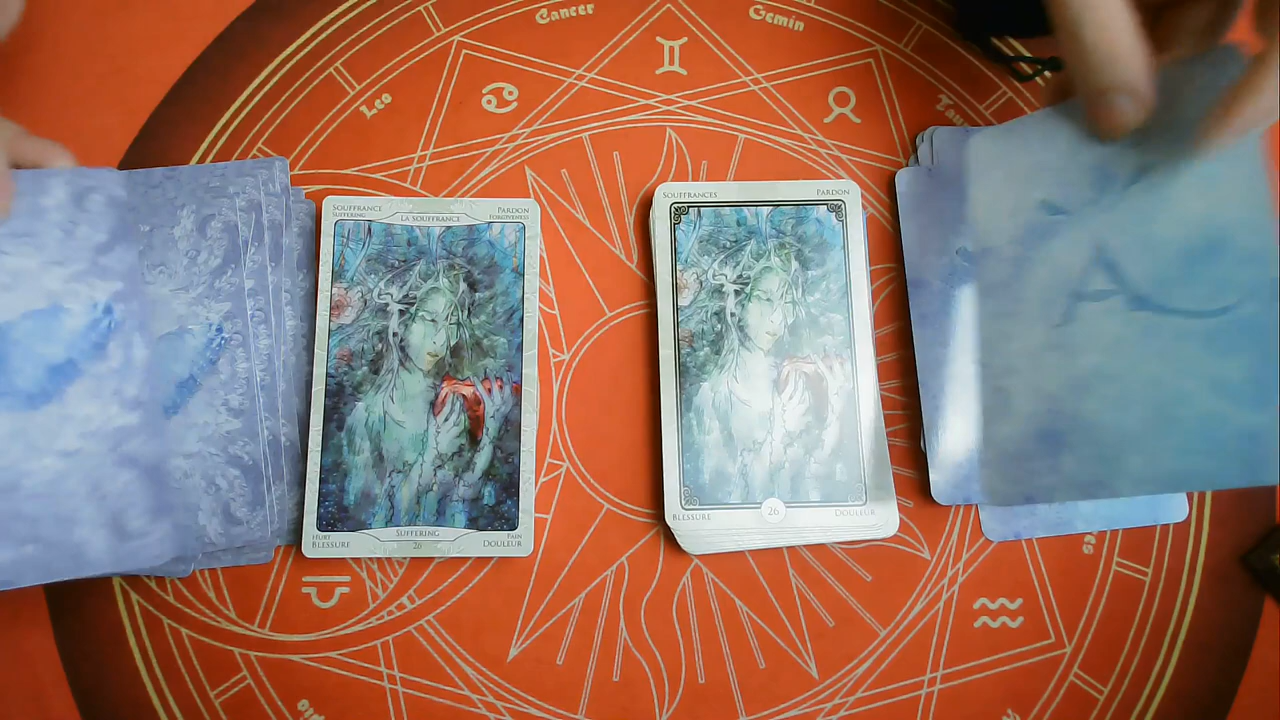 Cancer
Gemin
Leo
Tau
SOUFFRANCE
SUFFERING
LA SOUFFRANCE
PARDON
FORGIVENESS
HURT
BLESSURE
SUFFERING
26
PAIN
DOULEUR
SOUFFRANCES
PARDON
BLESSURE
26
DOULEUR